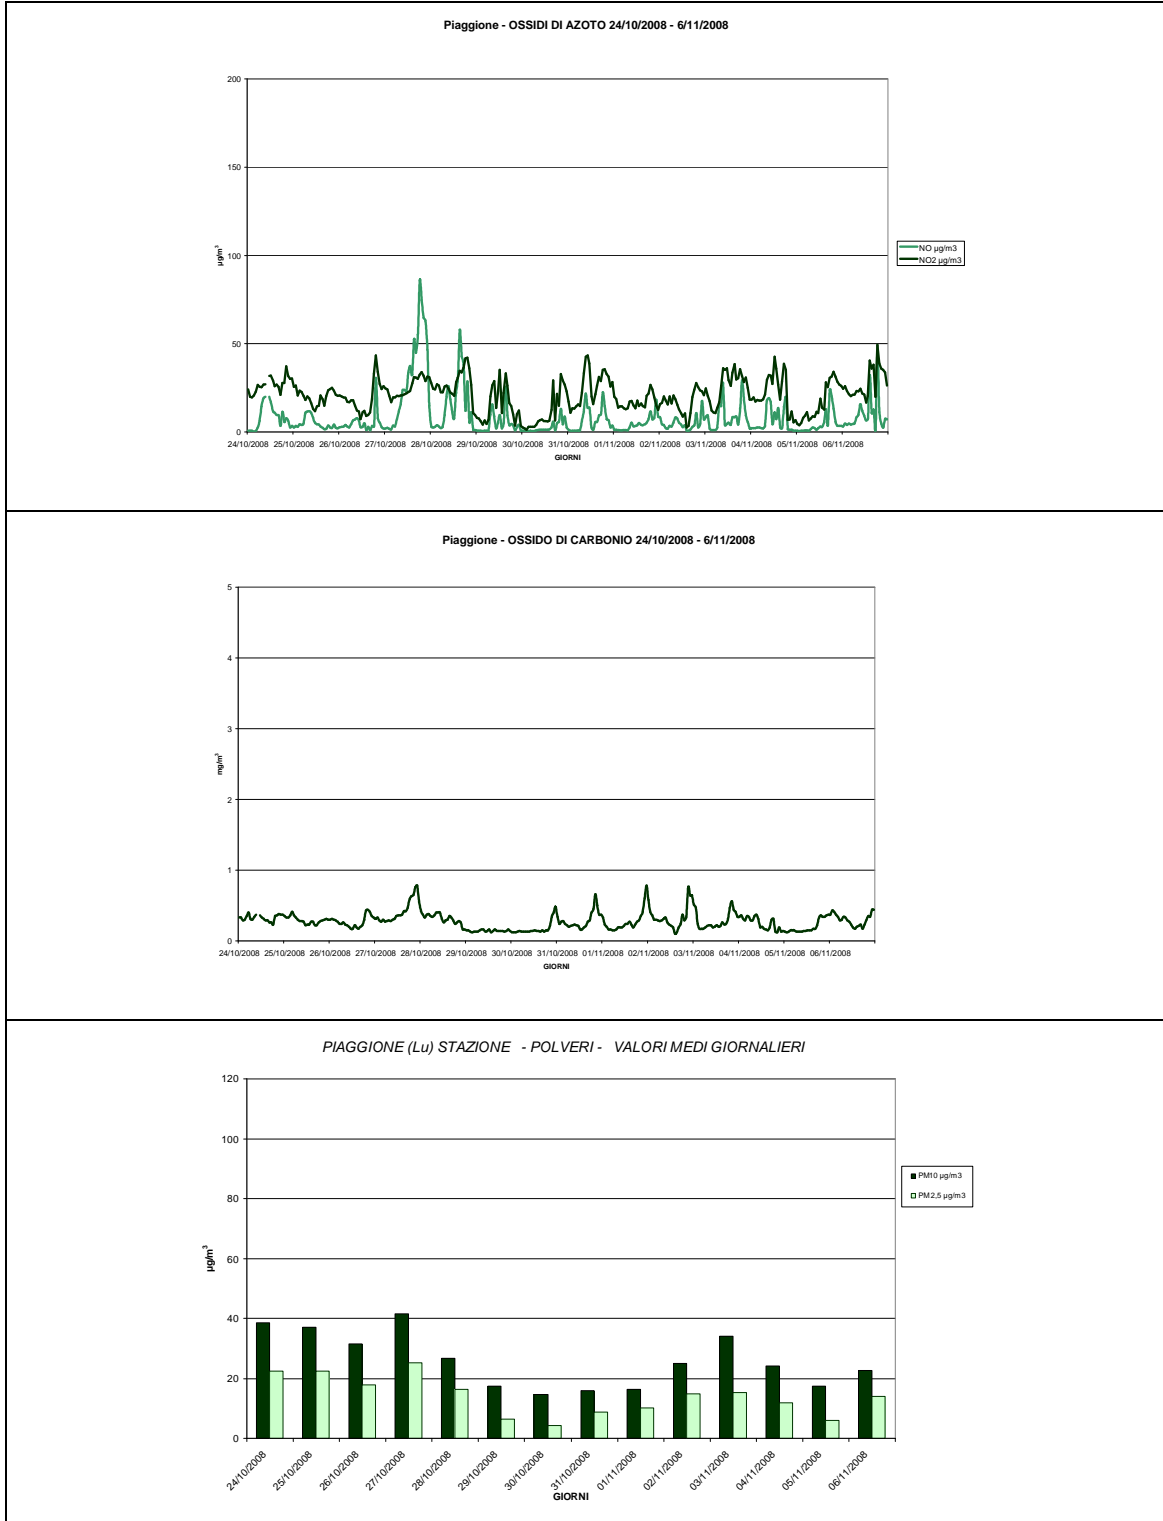 Piaggione - OSSIDI DI AZOTO 24/10/2008 - 6/11/2008
200
150
100
50
0
µg/m³
24/10/2008 25/10/2008 26/10/2008 27/10/2008 28/10/2008 29/10/2008 30/10/2008 31/10/2008 01/11/2008 02/11/2008 03/11/2008 04/11/2008 05/11/2008 06/11/2008
GIORNI
NO µg/m3
NO2 µg/m3
Piaggione - OSSIDO DI CARBONIO 24/10/2008 - 6/11/2008
5
4
3
2
1
0
mg/m³
24/10/2008 25/10/2008 26/10/2008 27/10/2008 28/10/2008 29/10/2008 30/10/2008 31/10/2008 01/11/2008 02/11/2008 03/11/2008 04/11/2008 05/11/2008 06/11/2008
GIORNI
PIAGGIONE (Lu) STAZIONE - POLVERI - VALORI MEDI GIORNALIERI
120
100
80
60
40
20
0
µg/m³
24/10/2008 25/10/2008 26/10/2008 27/10/2008 28/10/2008 29/10/2008 30/10/2008 31/10/2008 01/11/2008 02/11/2008 03/11/2008 04/11/2008 05/11/2008 06/11/2008
GIORNI
PM10 µg/m3
PM2,5 µg/m3